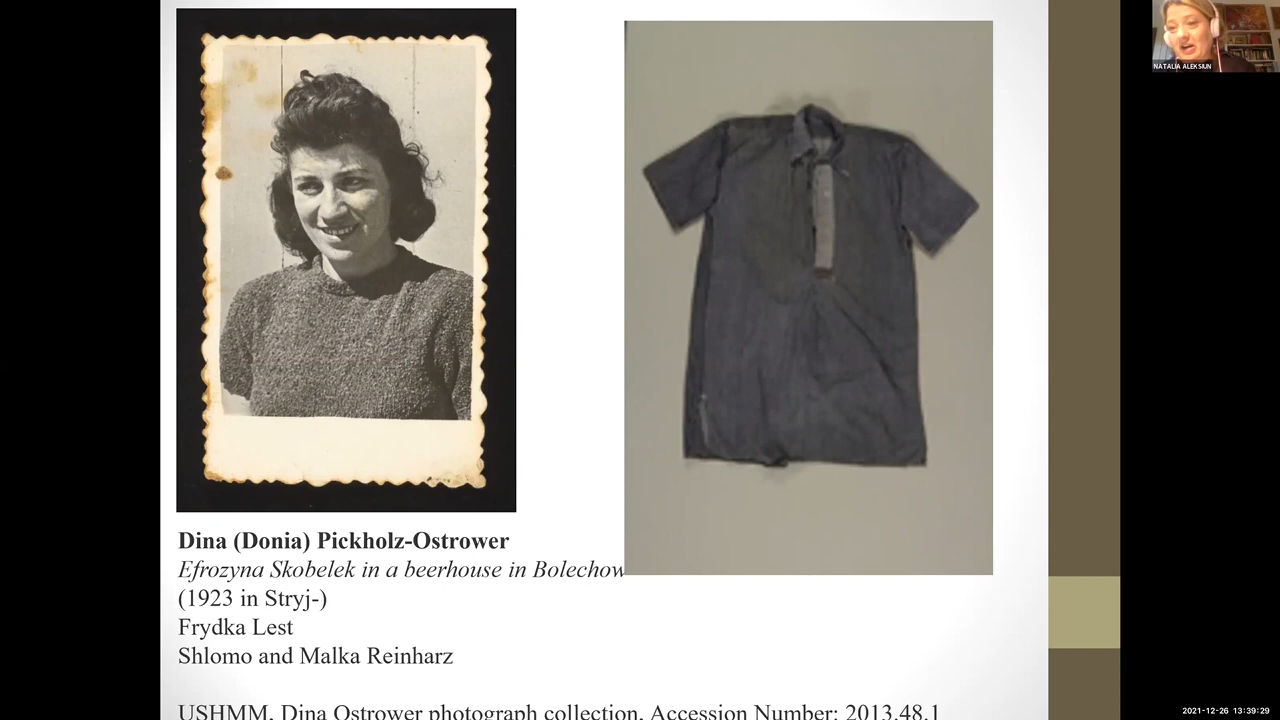 NATALIA ALEKSIUN
Dina (Donia) Pickholz-Ostrower
Efrozyna Skobelek in a beerhouse in Bolechow
(1923 in Stryj-)
Frydka Lest
Shlomo and Malka Reinharz
USHMM, Dina Ostrower photograph collection, Accession Number: 2013.48.1
2021-12-26 13:39:29